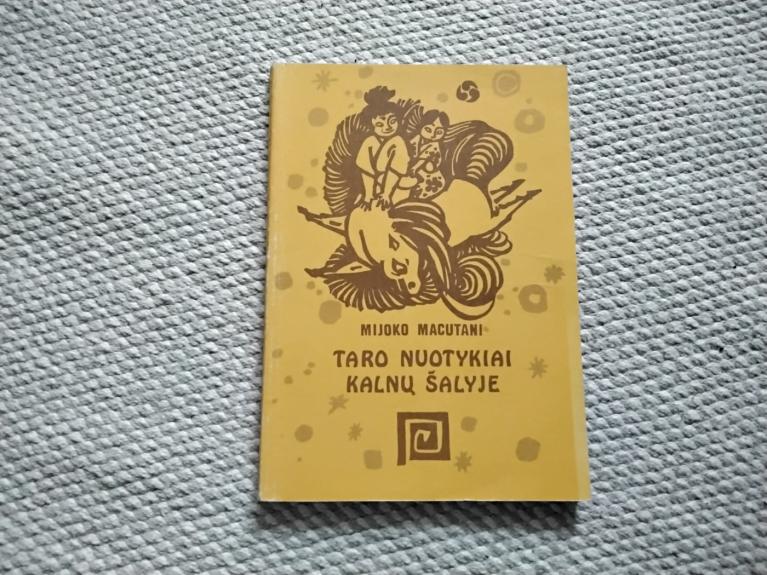 MIJOKO MACUTANI
TARO NUOTYKIAI
KALNŲ ŠALYJE